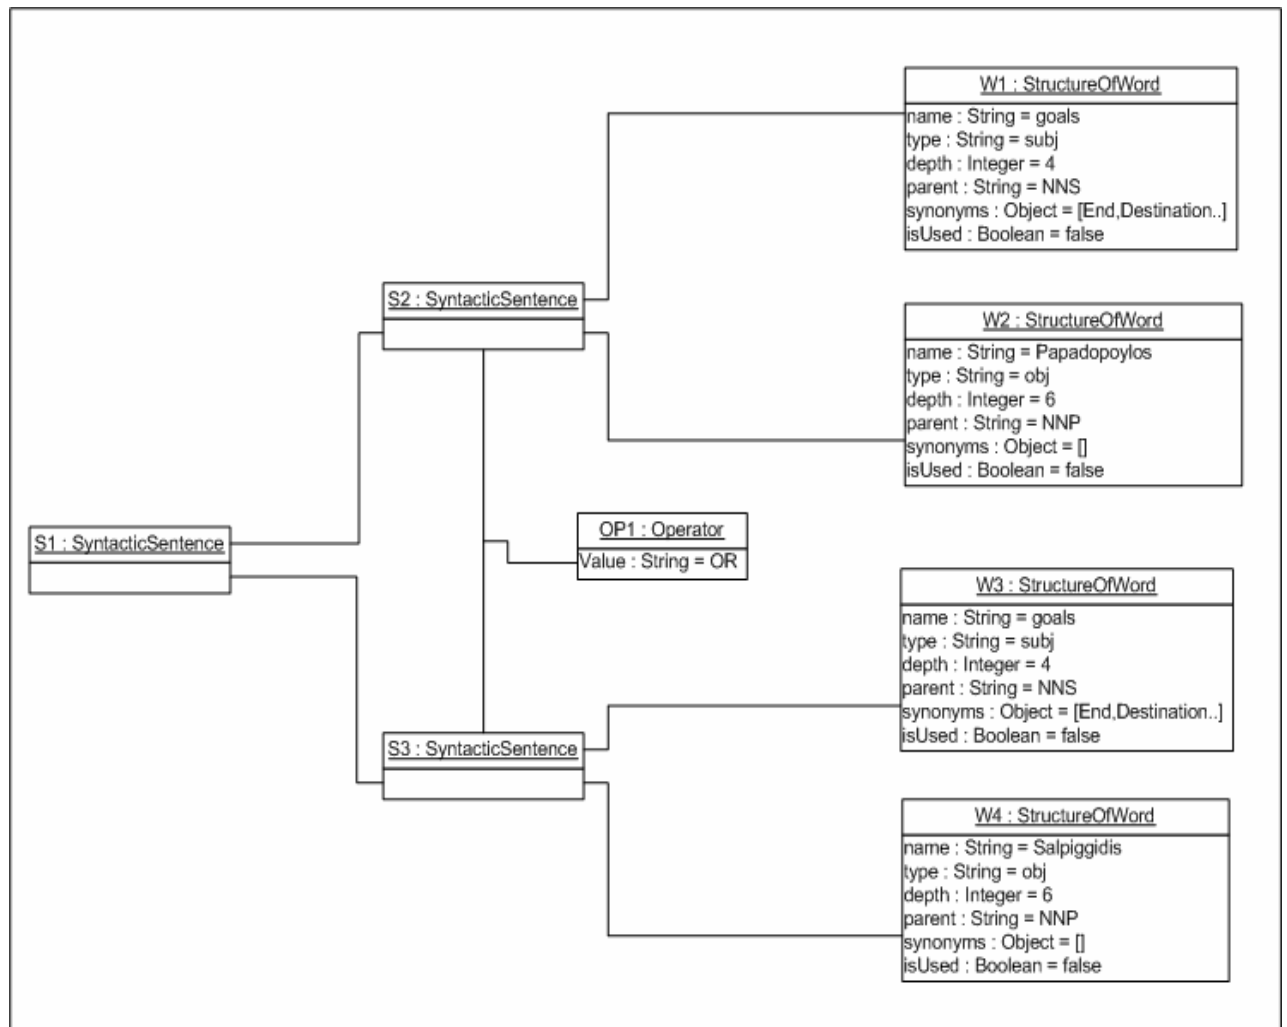 W1 : StructureOfWord
name : String = goals
type : String = subj
depth : Integer = 4
parent : String = NNS
synonyms : Object = [End,Destination..]
isUsed : Boolean = false
S2 : SyntacticSentence
W2 : StructureOfWord
name : String = Papadopoylos
type : String = obj
depth : Integer = 6
parent : String = NNP
synonyms : Object = []
isUsed : Boolean = false
S1 : SyntacticSentence
OP1 : Operator
Value : String = OR
W3 : StructureOfWord
name : String = goals
type : String = subj
depth : Integer = 4
parent : String = NNS
synonyms : Object = [End,Destination..]
isUsed : Boolean = false
S3 : SyntacticSentence
W4 : StructureOfWord
name : String = Salpiggidis
type : String = obj
depth : Integer = 6
parent : String = NNP
synonyms : Object = []
isUsed : Boolean = false